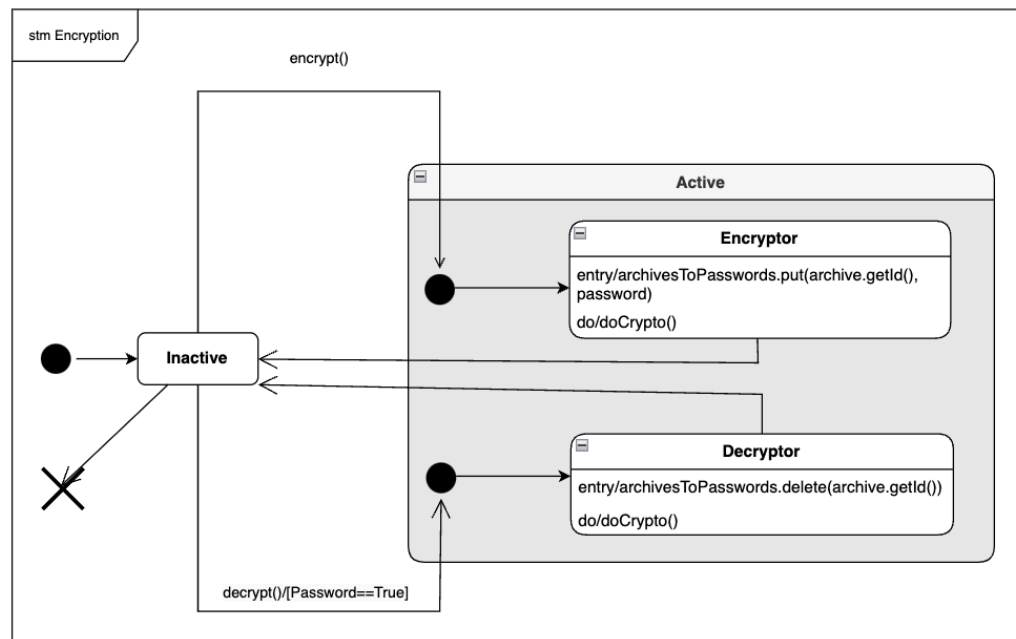 stm Encryption
encrypt()
Active
Encryptor
entry/archivesToPasswords.put(archive.getId(),
password)
do/doCrypto()
Inactive
Decryptor
entry/archivesToPasswords.delete(archive.getId())
do/doCrypto()
decrypt()/[Password==True]